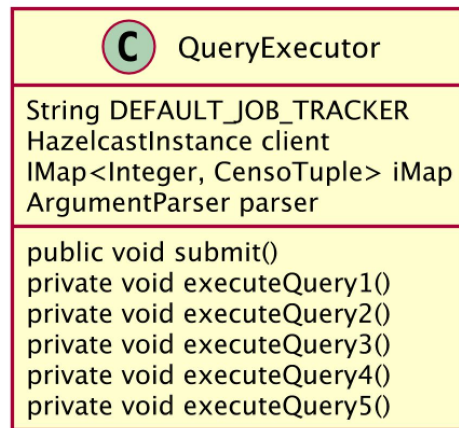 C QueryExecutor
String DEFAULT_JOB_TRACKER
HazelcastInstance client
IMap<Integer, CensoTuple> iMap
ArgumentParser parser
public void submit()
private void executeQuery1()
private void executeQuery2()
private void executeQuery3()
private void executeQuery4()
private void executeQuery5()